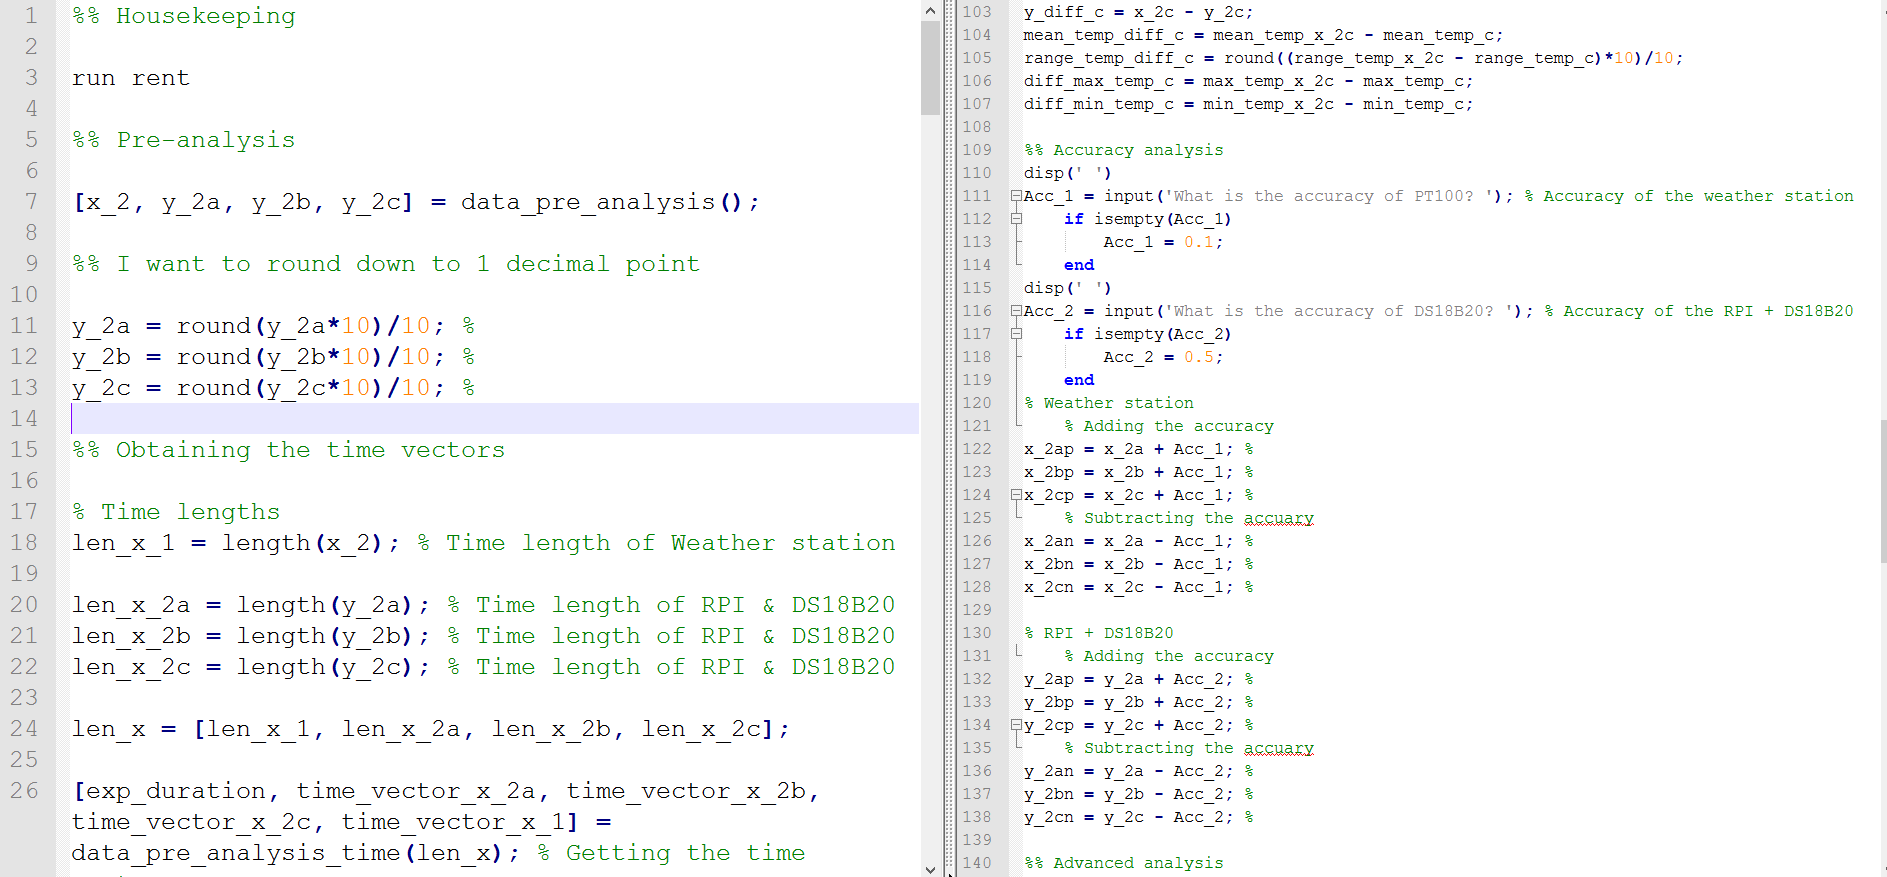 1 %% Housekeeping
2
3 run rent
4
5 %% Pre-analysis
6
7 [x_2, y_2a, y_2b, y_2c] = data_pre_analysis();
8
9 %% I want to round down to 1 decimal point
10
11 y_2a = round(y_2a*10)/10; %
12 y_2b = round(y_2b*10)/10; %
13 y_2c = round(y_2c*10)/10; %
14
15 %% Obtaining the time vectors
16
17 % Time lengths
18 len_x_1 = length(x_2); % Time length of Weather station
19
20 len_x_2a = length(y_2a); % Time length of RPI & DS18B20
21 len_x_2b = length(y_2b); % Time length of RPI & DS18B20
22 len_x_2c = length(y_2c); % Time length of RPI & DS18B20
23
24 len_x = [len_x_1, len_x_2a, len_x_2b, len_x_2c];
25
26 [exp_duration, time_vector_x_2a, time_vector_x_2b,
time_vector_x_2c, time_vector_x_1] =
data_pre_analysis_time(len_x); % Getting the time
103 y_diff_c = x_2c - y_2c;
104 mean_temp_diff_c = mean_temp_x_2c - mean_temp_c;
105 range_temp_diff_c = round((range_temp_x_2c - range_temp_c)*10)/10;
106 diff_max_temp_c = max_temp_x_2c - max_temp_c;
107 diff_min_temp_c = min_temp_x_2c - min_temp_c;
108
109 %% Accuracy analysis
110 disp(' ')
111 Acc_1 = input('What is the accuracy of PT100? '); % Accuracy of the weather station
112 if isempty(Acc_1)
113 Acc_1 = 0.1;
114 end
115 disp(' ')
116 Acc_2 = input('What is the accuracy of DS18B20? '); % Accuracy of the RPI + DS18B20
117 if isempty(Acc_2)
118 Acc_2 = 0.5;
119 end
120 % Weather station
121 % Adding the accuracy
122 x_2ap = x_2a + Acc_1; %
123 x_2bp = x_2b + Acc_1; %
124 x_2cp = x_2c + Acc_1; %
125 % Subtracting the accuary
126 x_2an = x_2a - Acc_1; %
127 x_2bn = x_2b - Acc_1; %
128 x_2cn = x_2c - Acc_1; %
129
130 % RPI + DS18B20
131 % Adding the accuracy
132 y_2ap = y_2a + Acc_2; %
133 y_2bp = y_2b + Acc_2; %
134 y_2cp = y_2c + Acc_2; %
135 % Subtracting the accuary
136 y_2an = y_2a - Acc_2; %
137 y_2bn = y_2b - Acc_2; %
138 y_2cn = y_2c - Acc_2; %
139
140 %% Advanced analysis